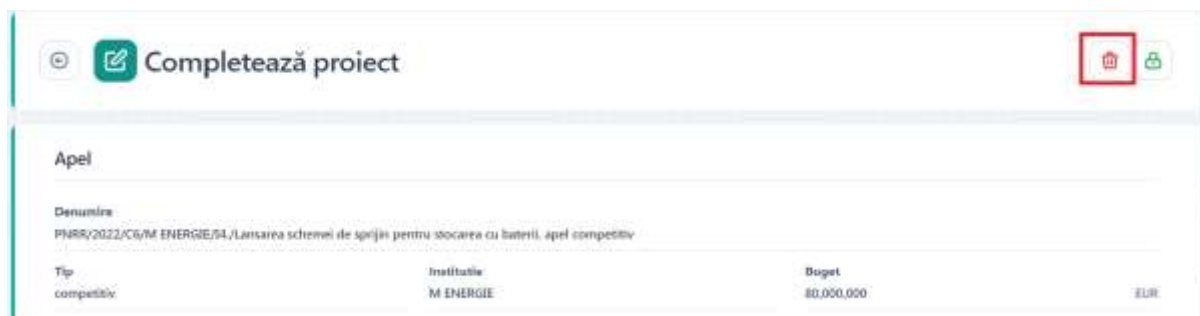 Completează proiect
Apel
Denumire
PNRR/2022/C6/M ENERGIE/I4./Lansarea schemei de sprijin pentru stocarea cu baterii, apel competitiv
Tip Institutie Buget
competitiv M ENERGIE 80,000,000 EUR